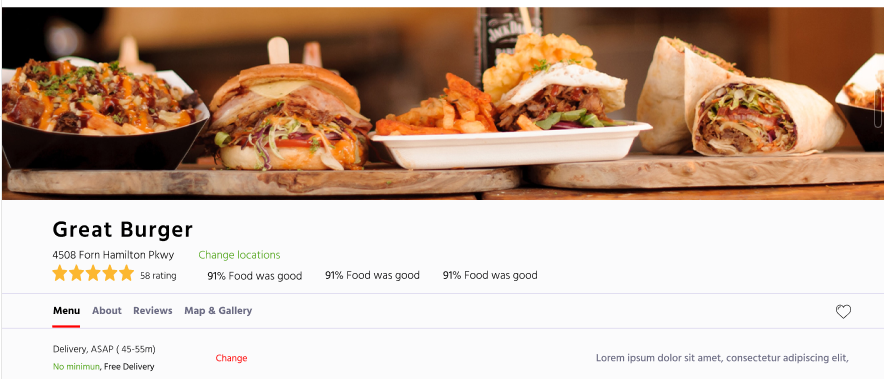 JACK DANIEL'S
Great Burger
4508 Forn Hamilton Pkwy Change locations
58 rating 91% Food was good 91% Food was good 91% Food was good
Menu About Reviews Map & Gallery
Delivery, ASAP ( 45-55m)
Change
Lorem ipsum dolor sit amet, consectetur adipiscing elit,
No minimun, Free Delivery